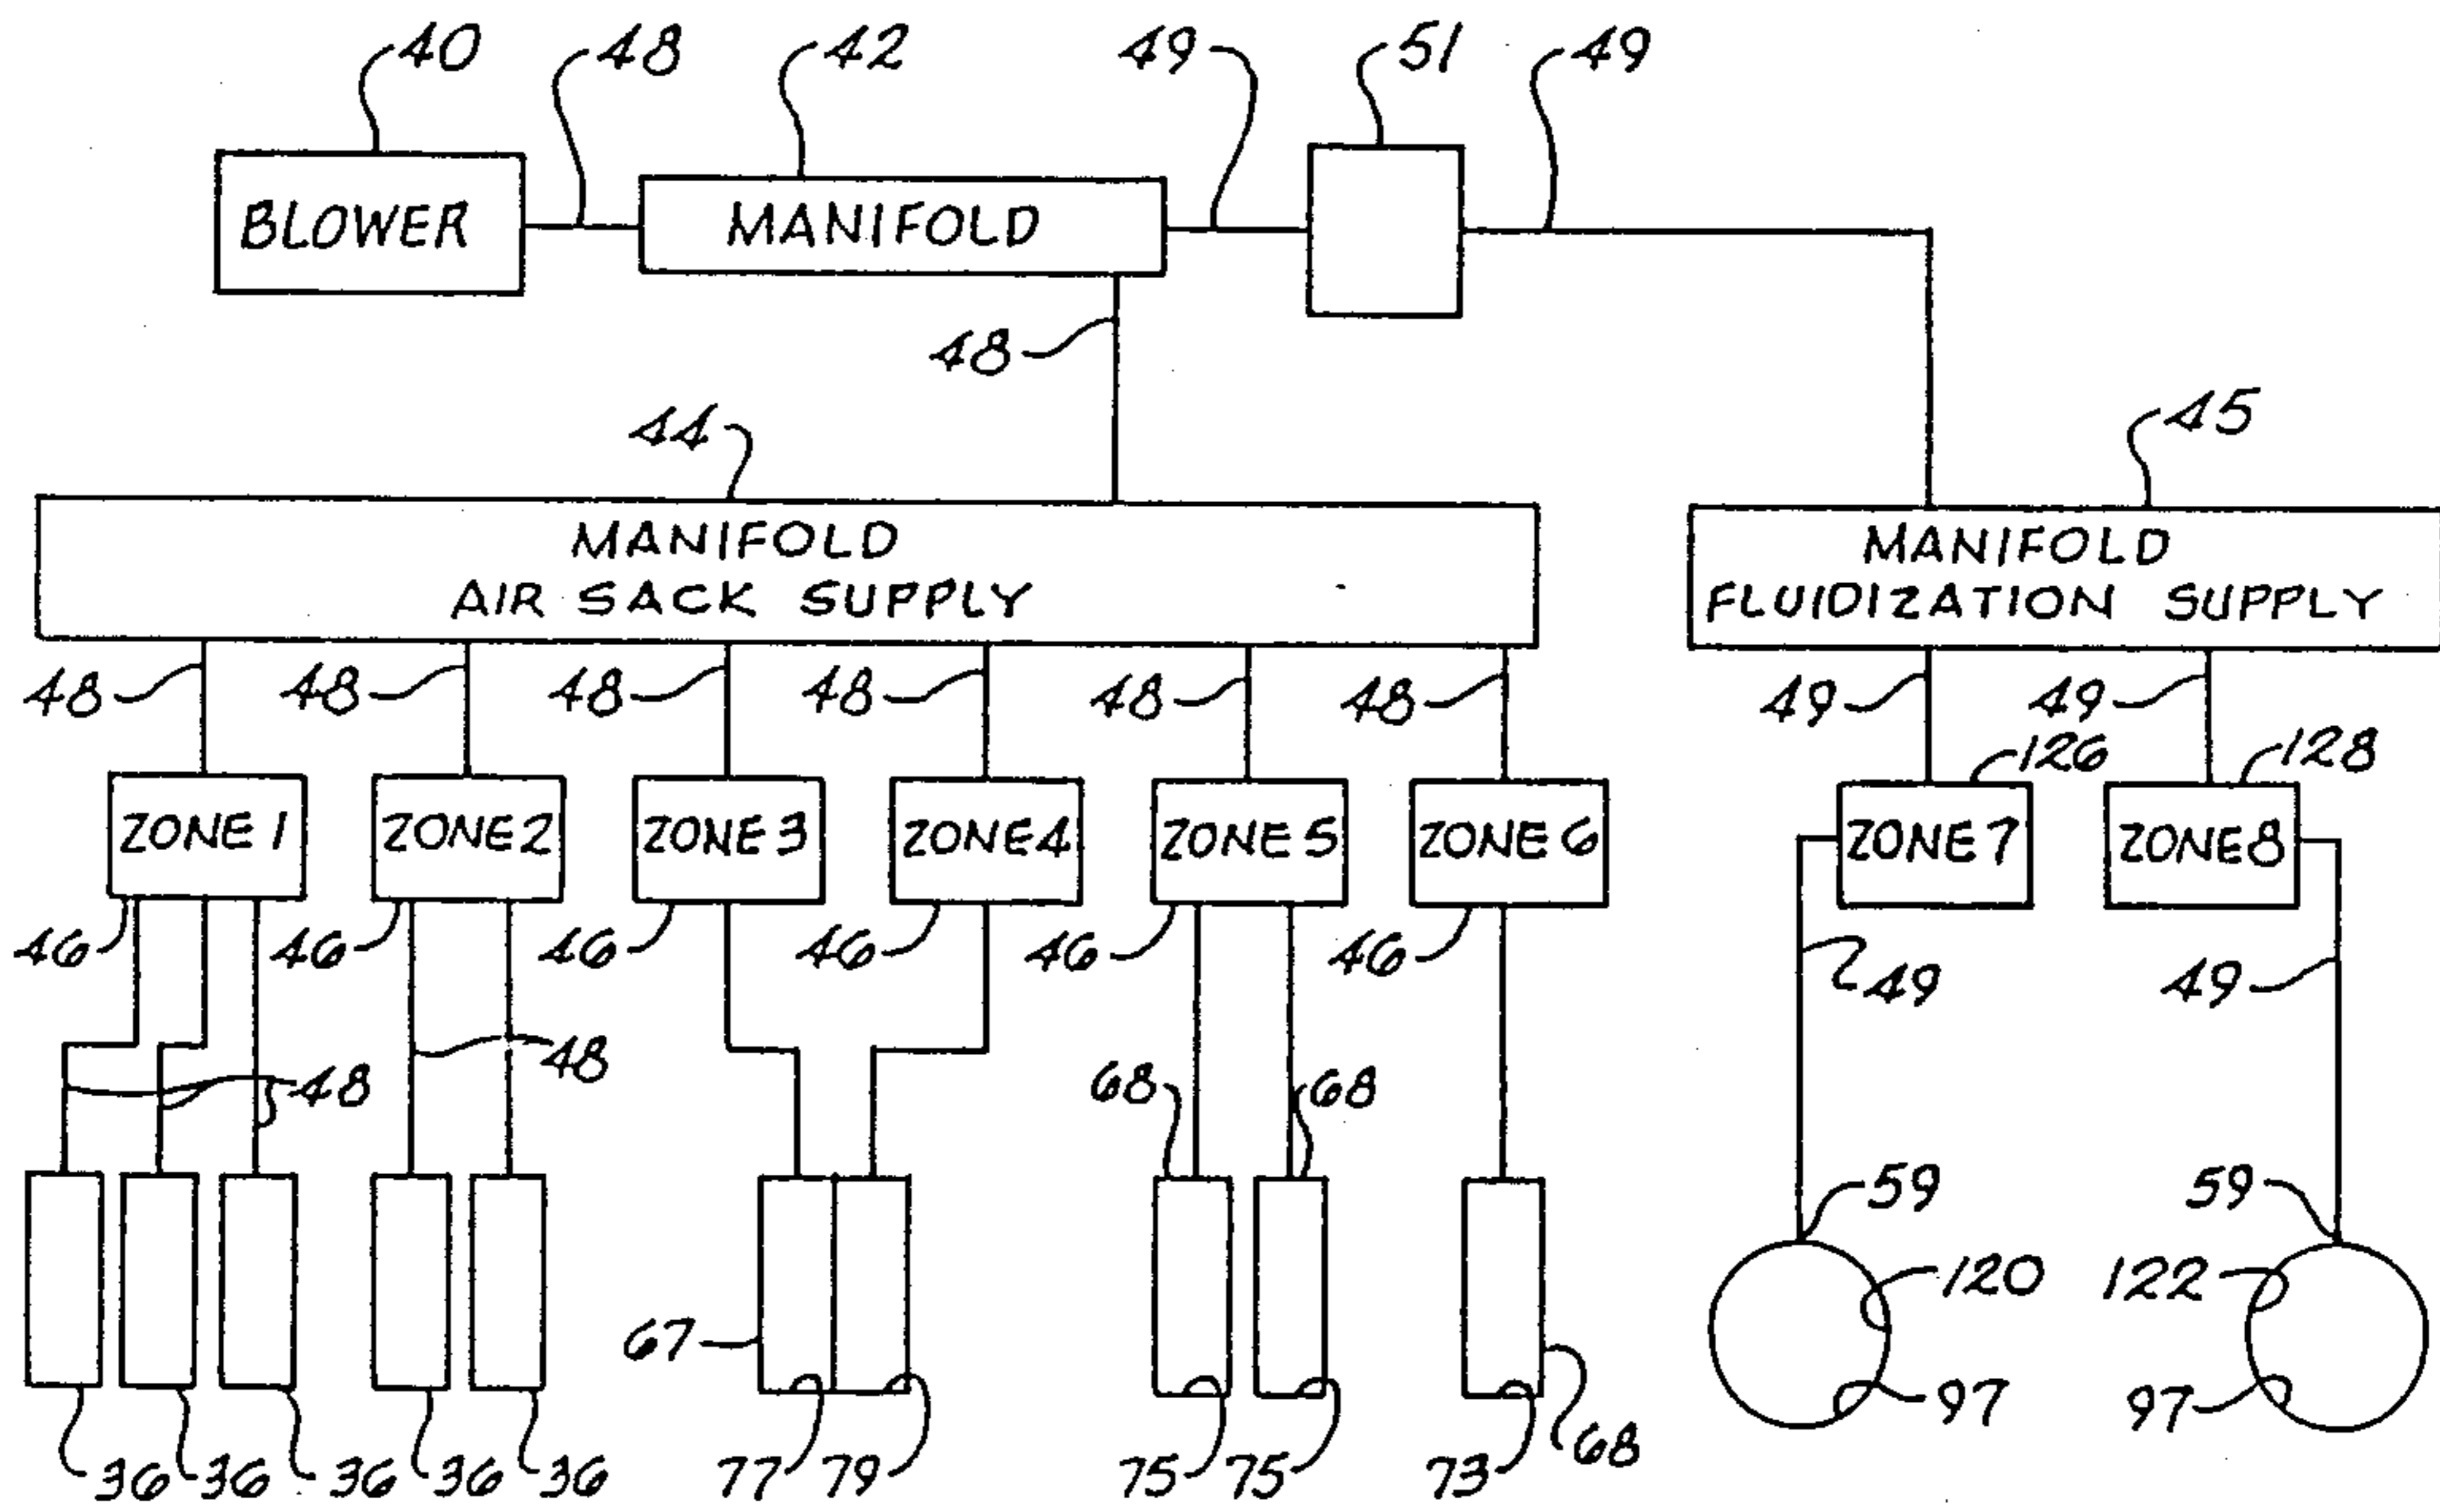 40 48 42 49 51 49
BLOWER
MANIFOLD
48
44
45
MANIFOLD
AIR SACK SUPPLY
MANIFOLD
FLUIDIZATION SUPPLY
48 48 48 48 48 48 49 49
126 128
ZONE 1 ZONE 2 ZONE 3 ZONE 4 ZONE 5 ZONE 6 ZONE 7 ZONE 8
46 46 46 46 46 46
49 49
48 48 68 68
59 59
120 122
67
97 97
36 36 36 36 36 77 79 75 75 73 68